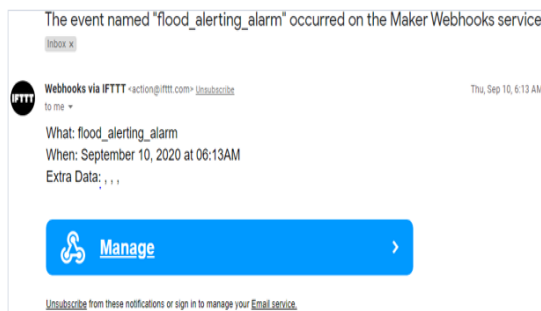 The event named "flood_alerting_alarm" occurred on the Maker Webhooks service
Inbox x
IFTTT
Webhooks via IFTTT <action@ifttt.com> Unsubscribe
Thu, Sep 10, 6:13 AM
to me
What: flood_alerting_alarm
When: September 10, 2020 at 06:13AM
Extra Data: , , ,
Manage
Unsubscribe from these notifications or sign in to manage your Email service.